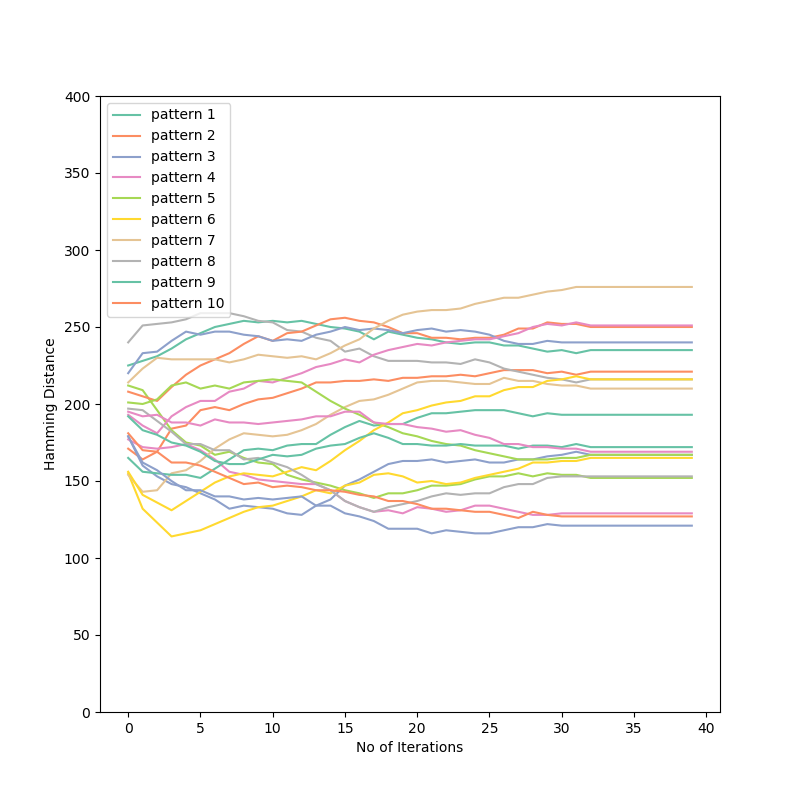 400
350
300
250
200
150
100
50
0
Hamming Distance
pattern 1
pattern 2
pattern 3
pattern 4
pattern 5
pattern 6
pattern 7
pattern 8
pattern 9
pattern 10
0 5 10 15 20 25 30 35 40
No of Iterations